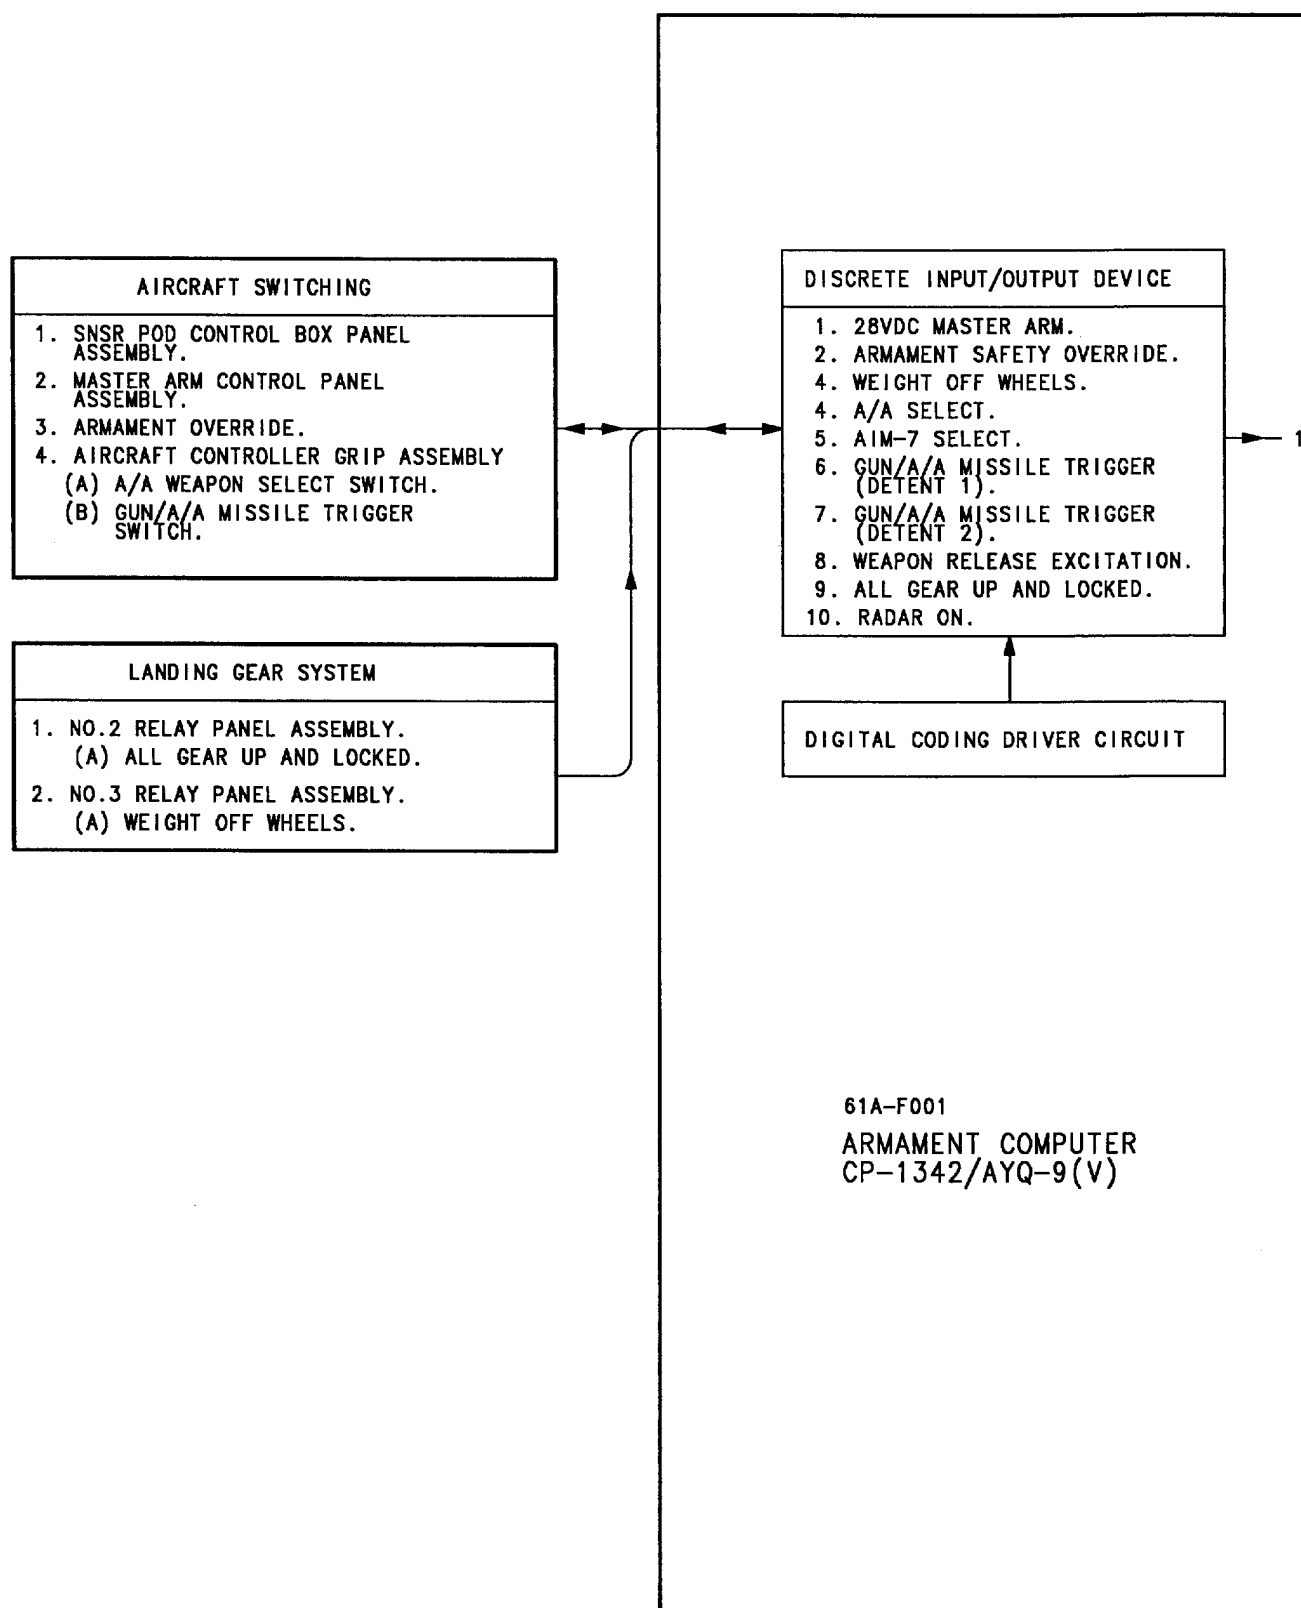 AIRCRAFT SWITCHING
1. SNSR POD CONTROL BOX PANEL
ASSEMBLY.
2. MASTER ARM CONTROL PANEL
ASSEMBLY.
3. ARMAMENT OVERRIDE.
4. AIRCRAFT CONTROLLER GRIP ASSEMBLY
(A) A/A WEAPON SELECT SWITCH.
(B) GUN/A/A MISSILE TRIGGER
SWITCH.
LANDING GEAR SYSTEM
1. NO.2 RELAY PANEL ASSEMBLY.
(A) ALL GEAR UP AND LOCKED.
2. NO.3 RELAY PANEL ASSEMBLY.
(A) WEIGHT OFF WHEELS.
DISCRETE INPUT/OUTPUT DEVICE
1. 28VDC MASTER ARM.
2. ARMAMENT SAFETY OVERRIDE.
4. WEIGHT OFF WHEELS.
4. A/A SELECT.
5. AIM-7 SELECT.
6. GUN/A/A MISSILE TRIGGER
(DETENT 1).
7. GUN/A/A MISSILE TRIGGER
(DETENT 2).
8. WEAPON RELEASE EXCITATION.
9. ALL GEAR UP AND LOCKED.
10. RADAR ON.
1
DIGITAL CODING DRIVER CIRCUIT
61A-F001
ARMAMENT COMPUTER
CP-1342/AYQ-9(V)